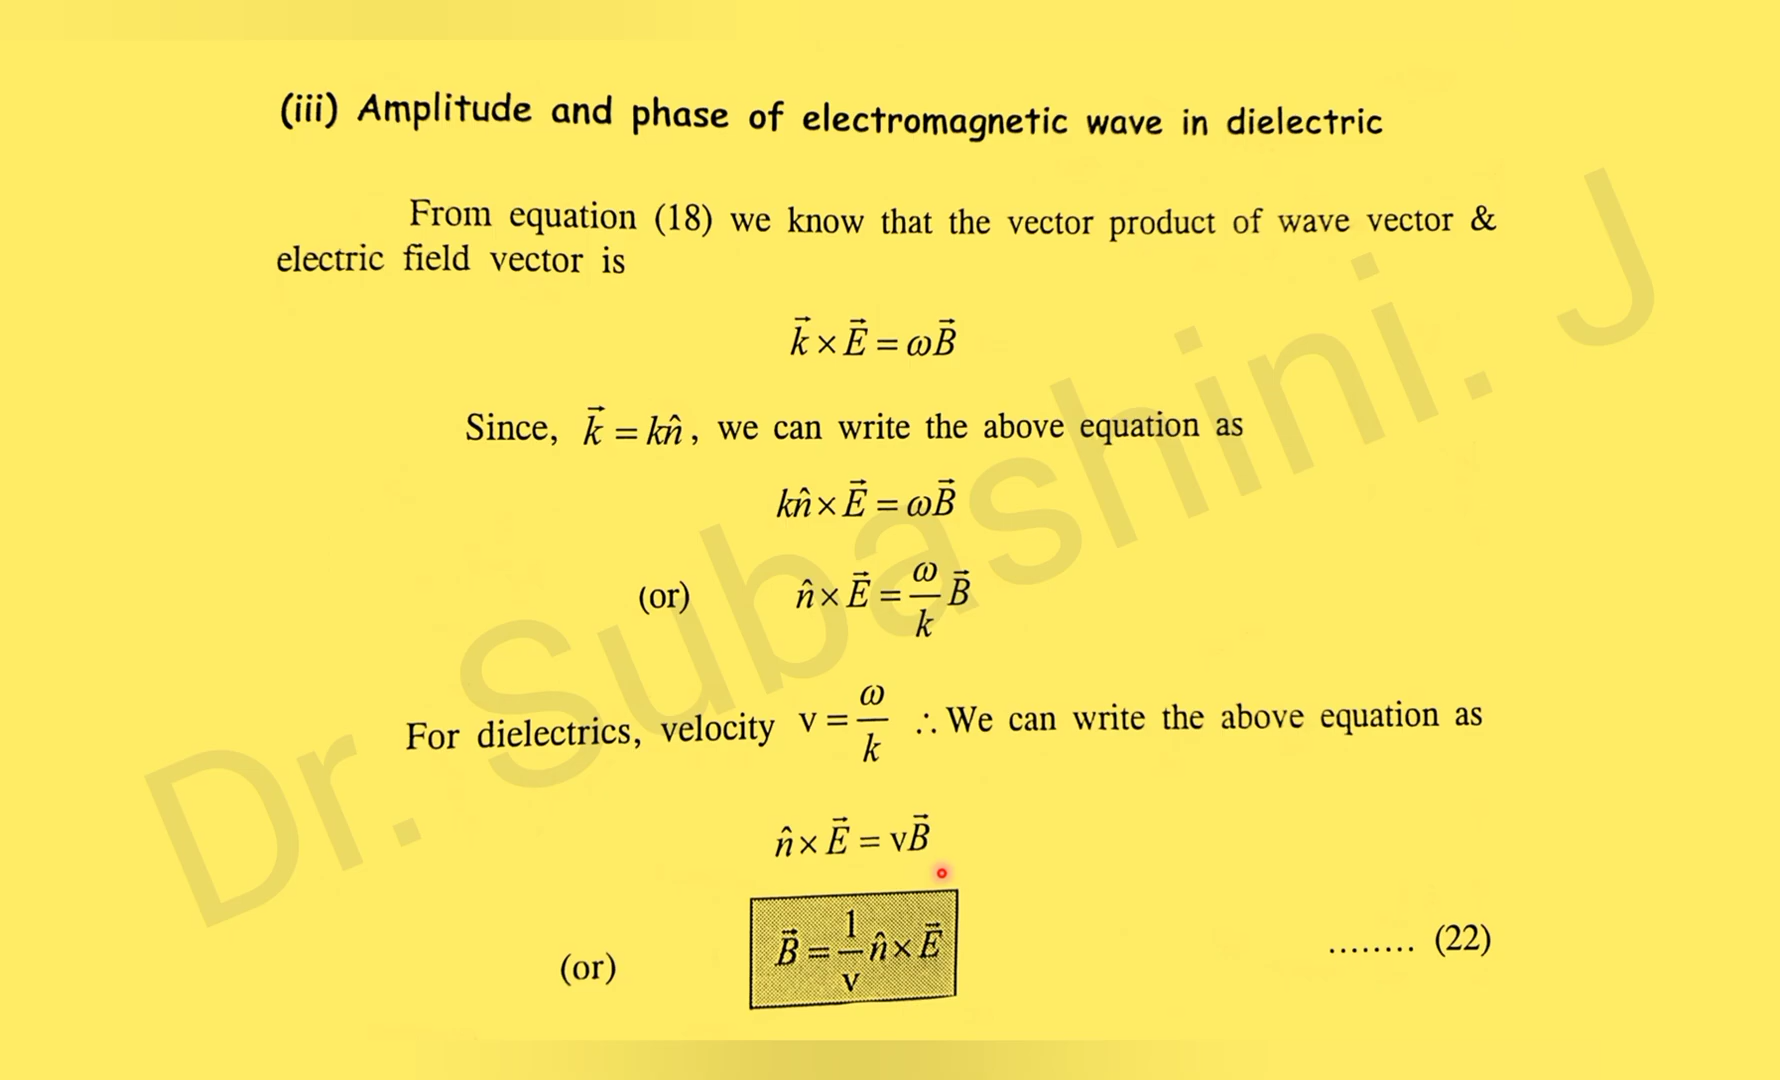 (iii) Amplitude and phase of electromagnetic wave in dielectric
From equation (18) we know that the vector product of wave vector &
electric field vector is
k⃗ × E⃗ = ωB⃗
Since, k⃗ = kn̂, we can write the above equation as
kn̂ × E⃗ = ωB⃗
(or) n̂ × E⃗ = ω/k B⃗
For dielectrics, velocity v = ω/k ∴ We can write the above equation as
n̂ × E⃗ = vB⃗
(or) B⃗ = 1/v n̂ × E⃗ ........ (22)
Dr. Subashini. J